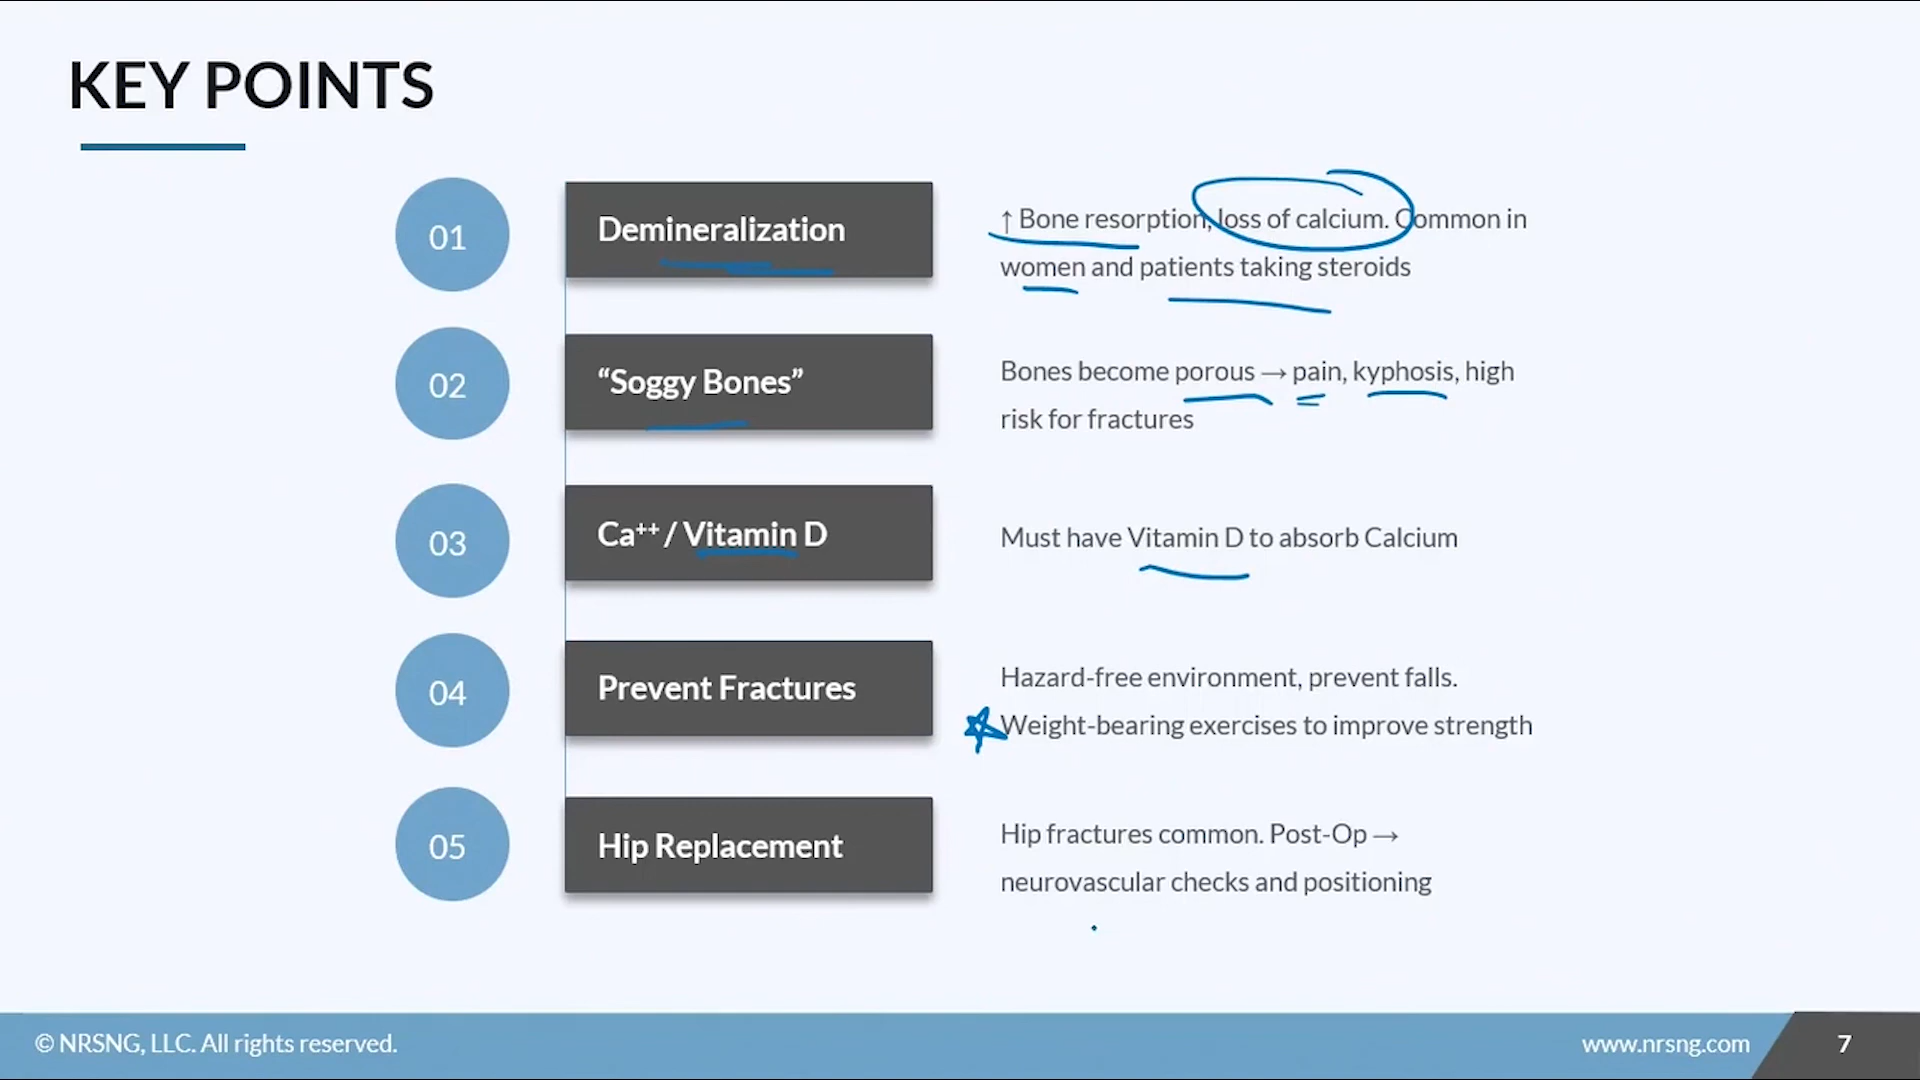 KEY POINTS
01
Demineralization
↑ Bone resorption, loss of calcium. Common in
women and patients taking steroids
02
“Soggy Bones”
Bones become porous → pain, kyphosis, high
risk for fractures
03
Ca⁺⁺ / Vitamin D
Must have Vitamin D to absorb Calcium
04
Prevent Fractures
Hazard-free environment, prevent falls.
Weight-bearing exercises to improve strength
05
Hip Replacement
Hip fractures common. Post-Op →
neurovascular checks and positioning
© NRSNG, LLC. All rights reserved.
www.nrsng.com
7